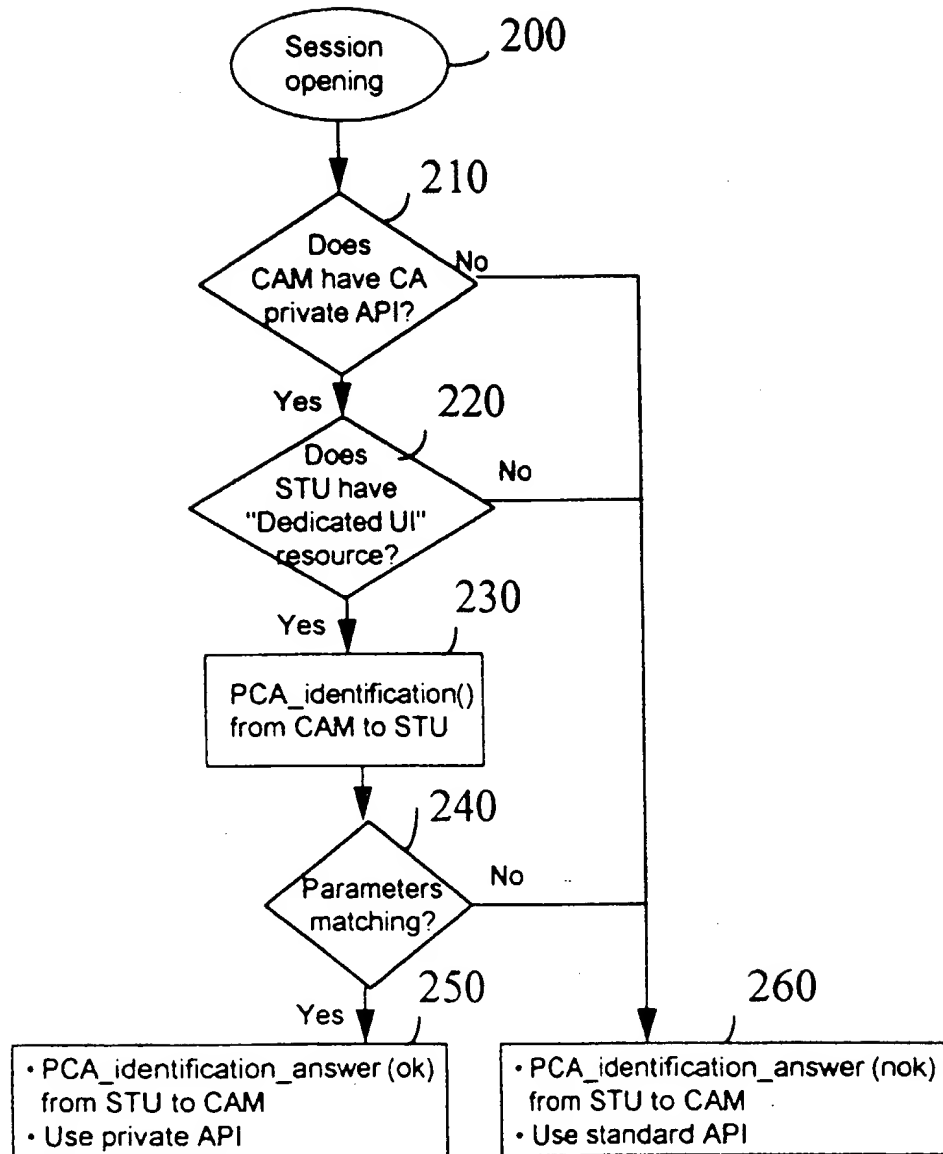 Session
opening
200
210
Does
CAM have CA
private API?
No
Yes
220
Does
STU have
"Dedicated UI"
resource?
No
Yes
230
PCA_identification()
from CAM to STU
240
Parameters
matching?
No
Yes
250
• PCA_identification_answer (ok)
from STU to CAM
• Use private API
260
• PCA_identification_answer (nok)
from STU to CAM
• Use standard API